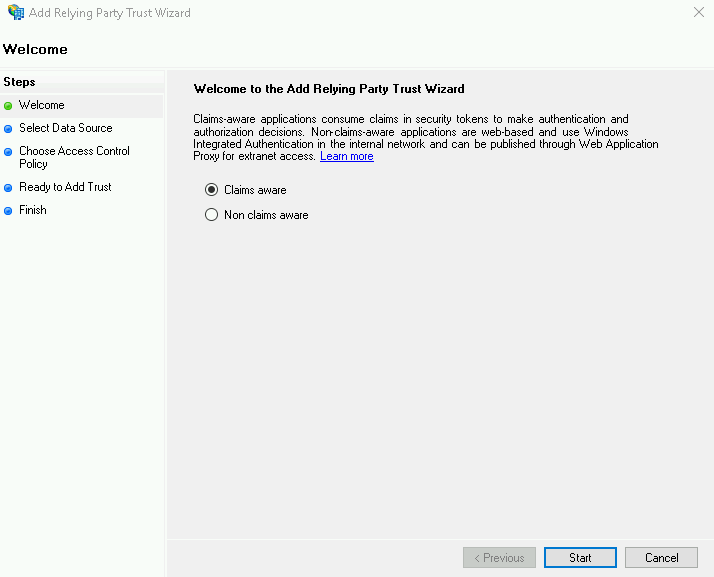 Add Relying Party Trust Wizard
Welcome
Steps
Welcome
Select Data Source
Choose Access Control
Policy
Ready to Add Trust
Finish
Welcome to the Add Relying Party Trust Wizard
Claims-aware applications consume claims in security tokens to make authentication and
authorization decisions. Non-claims-aware applications are web-based and use Windows
Integrated Authentication in the internal network and can be published through Web Application
Proxy for extranet access. Learn more
Claims aware
Non claims aware
< Previous
Start
Cancel